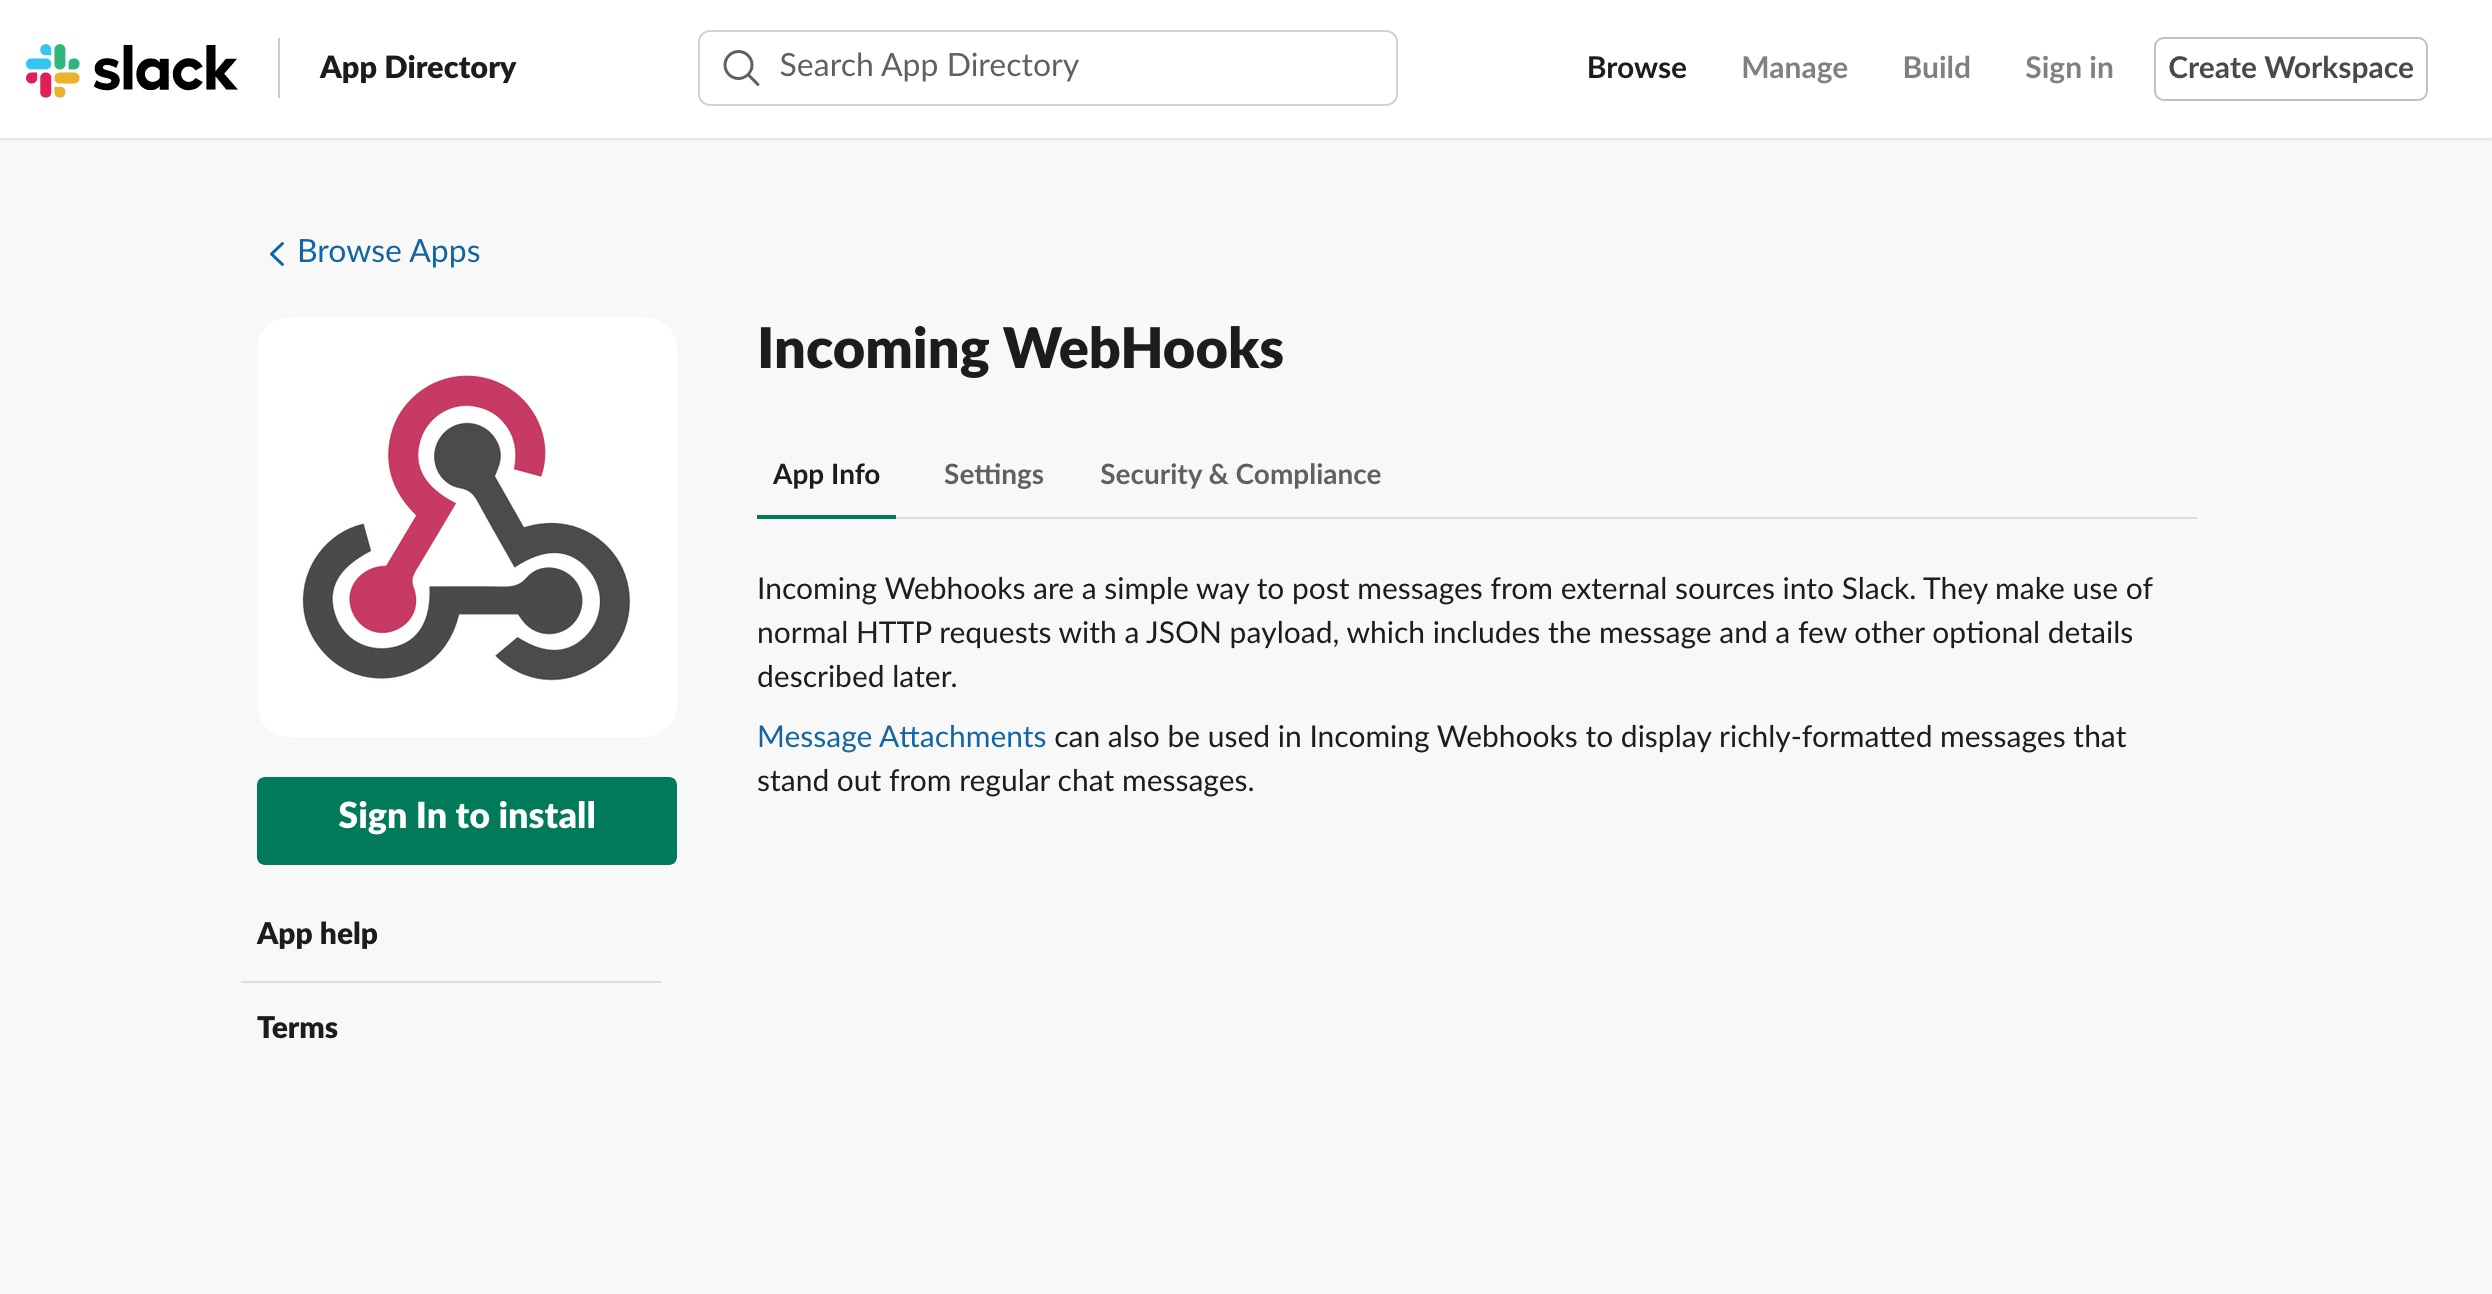 slack
App Directory
Search App Directory
Browse
Manage
Build
Sign in
Create Workspace
Browse Apps
Incoming WebHooks
App Info
Settings
Security & Compliance
Incoming Webhooks are a simple way to post messages from external sources into Slack. They make use of
normal HTTP requests with a JSON payload, which includes the message and a few other optional details
described later.
Message Attachments can also be used in Incoming Webhooks to display richly-formatted messages that
stand out from regular chat messages.
Sign In to install
App help
Terms